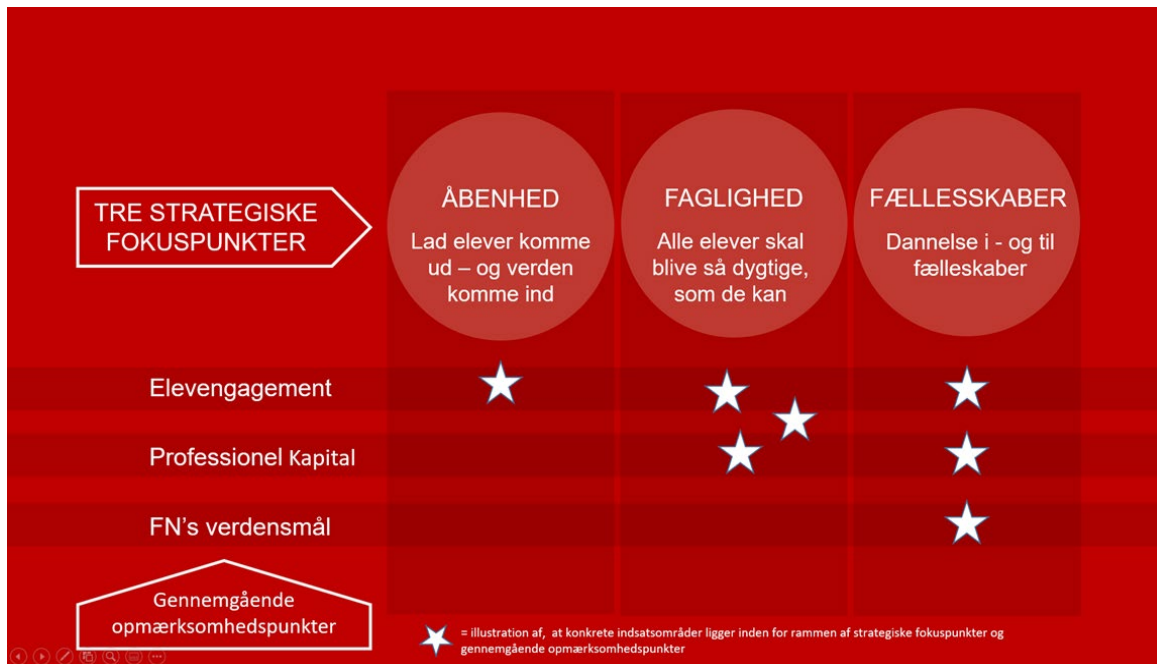 TRE STRATEGISKE
FOKUSPUNKTER
ÅBENHED
Lad elever komme
ud – og verden
komme ind
FAGLIGHED
Alle elever skal
blive så dygtige,
som de kan
FÆLLESSKABER
Dannelse i - og til
fælleskaber
Elevengagement
Professionel Kapital
FN's verdensmål
Gennemgående
opmærksomhedspunkter
= illustration af, at konkrete indsatsområder ligger inden for rammen af strategiske fokuspunkter og
gennemgående opmærksomhedspunkter